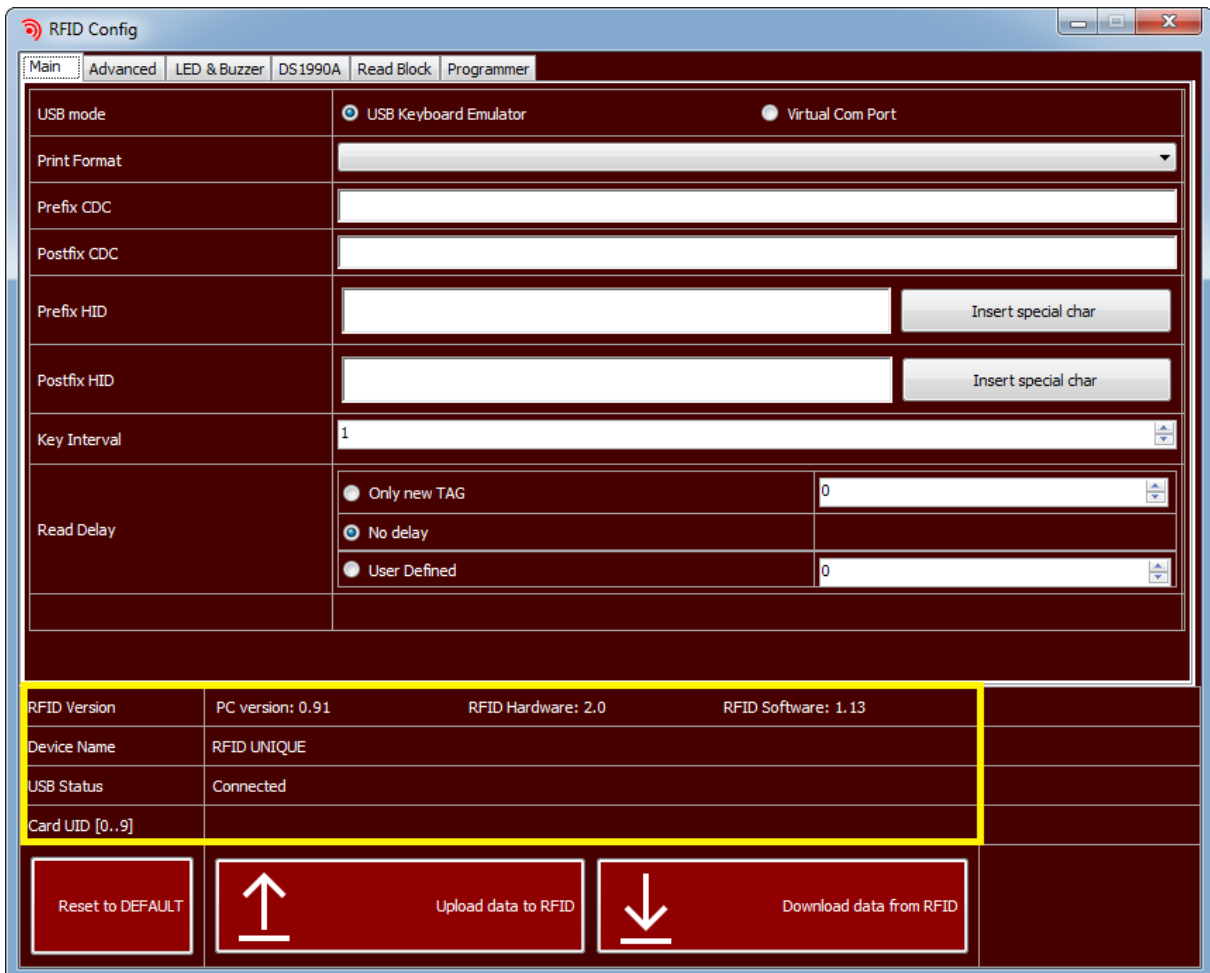 RFID Config
Main Advanced LED & Buzzer DS1990A Read Block Programmer
USB mode USB Keyboard Emulator Virtual Com Port
Print Format
Prefix CDC
Postfix CDC
Prefix HID Insert special char
Postfix HID Insert special char
Key Interval 1
Only new TAG 0
Read Delay No delay
User Defined 0
RFID Version PC version: 0.91 RFID Hardware: 2.0 RFID Software: 1.13
Device Name RFID UNIQUE
USB Status Connected
Card UID [0..9]
Reset to DEFAULT Upload data to RFID Download data from RFID